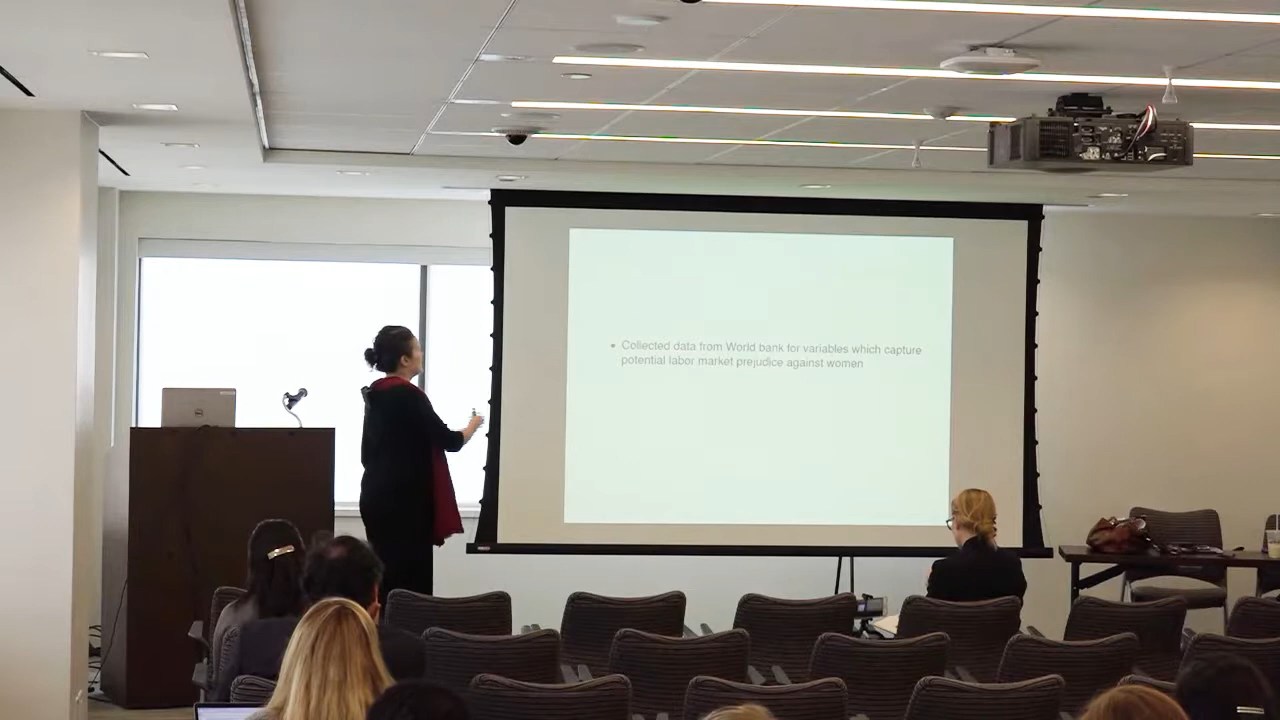 Collected data from World bank for variables which capture
potential labor market prejudice against women